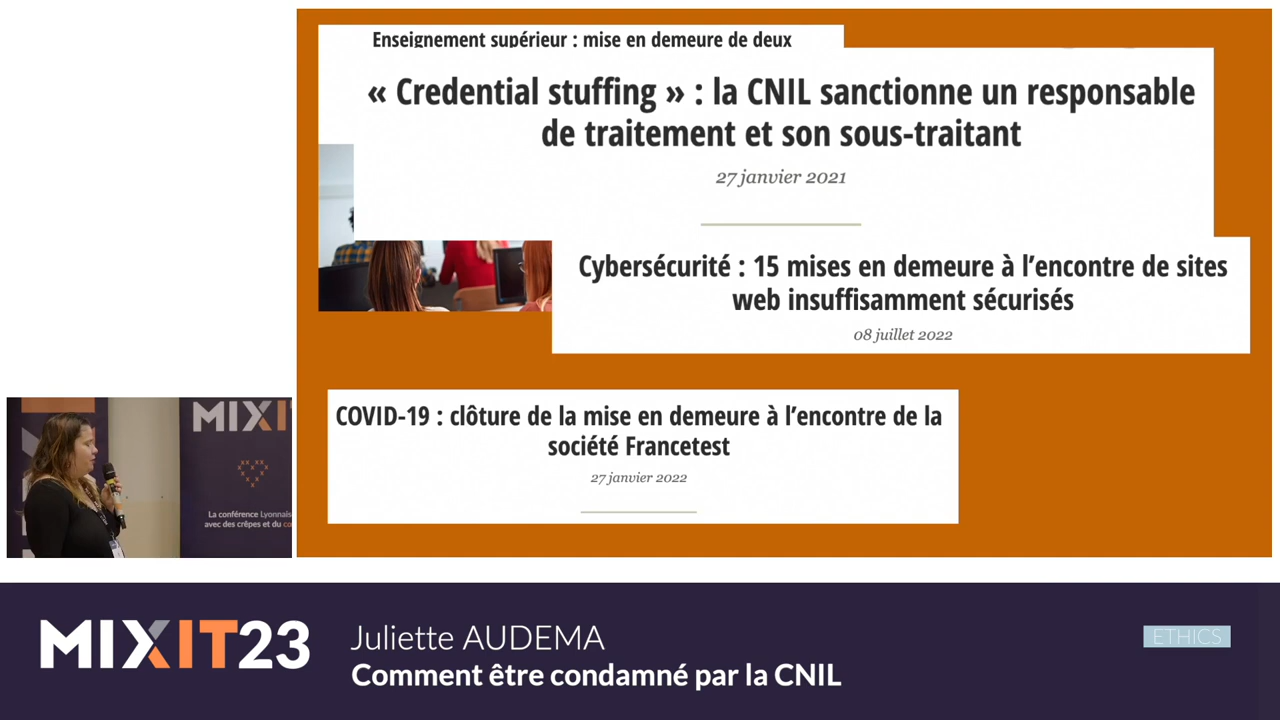 Enseignement supérieur : mise en demeure de deux
« Credential stuffing » : la CNIL sanctionne un responsable
de traitement et son sous-traitant
27 janvier 2021
Cybersécurité : 15 mises en demeure à l’encontre de sites
web insuffisamment sécurisés
08 juillet 2022
COVID-19 : clôture de la mise en demeure à l’encontre de la
société Francetest
27 janvier 2022
MIXIT
La conférence Lyonnais
avec des crêpes et du co
MIXIT23
Juliette AUDEMA
Comment être condamné par la CNIL
ETHICS